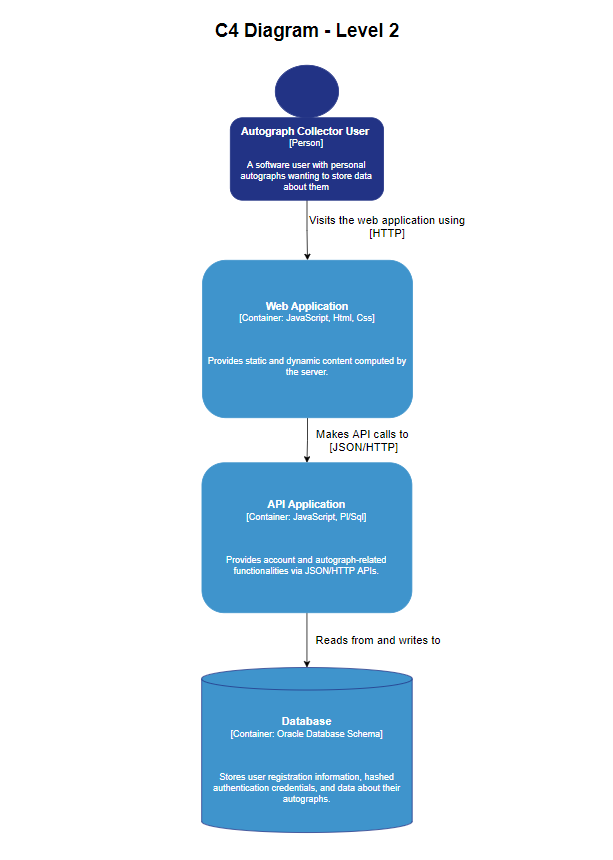 C4 Diagram - Level 2
Autograph Collector User
[Person]
A software user with personal
autographs wanting to store data
about them
Visits the web application using
[HTTP]
Web Application
[Container: JavaScript, Html, Css]
Provides static and dynamic content computed by
the server.
Makes API calls to
[JSON/HTTP]
API Application
[Container: JavaScript, Pl/Sql]
Provides account and autograph-related
functionalities via JSON/HTTP APIs.
Reads from and writes to
Database
[Container: Oracle Database Schema]
Stores user registration information, hashed
authentication credentials, and data about their
autographs.